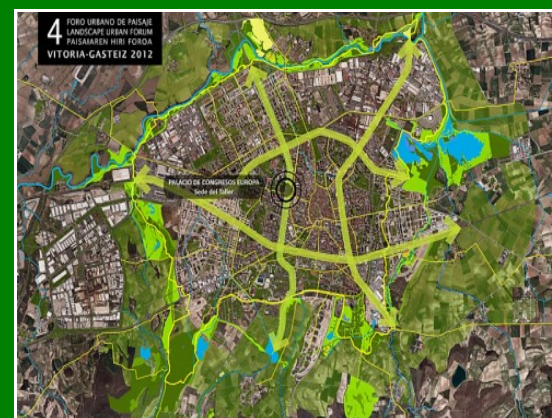 4
FORO URBANO DE PAISAJE
LANDSCAPE URBAN FORUM
PAISAIAREN HIRI FOROA
VITORIA-GASTEIZ 2012
PALACIO DE CONGRESOS EUROPA
Sede del Taller